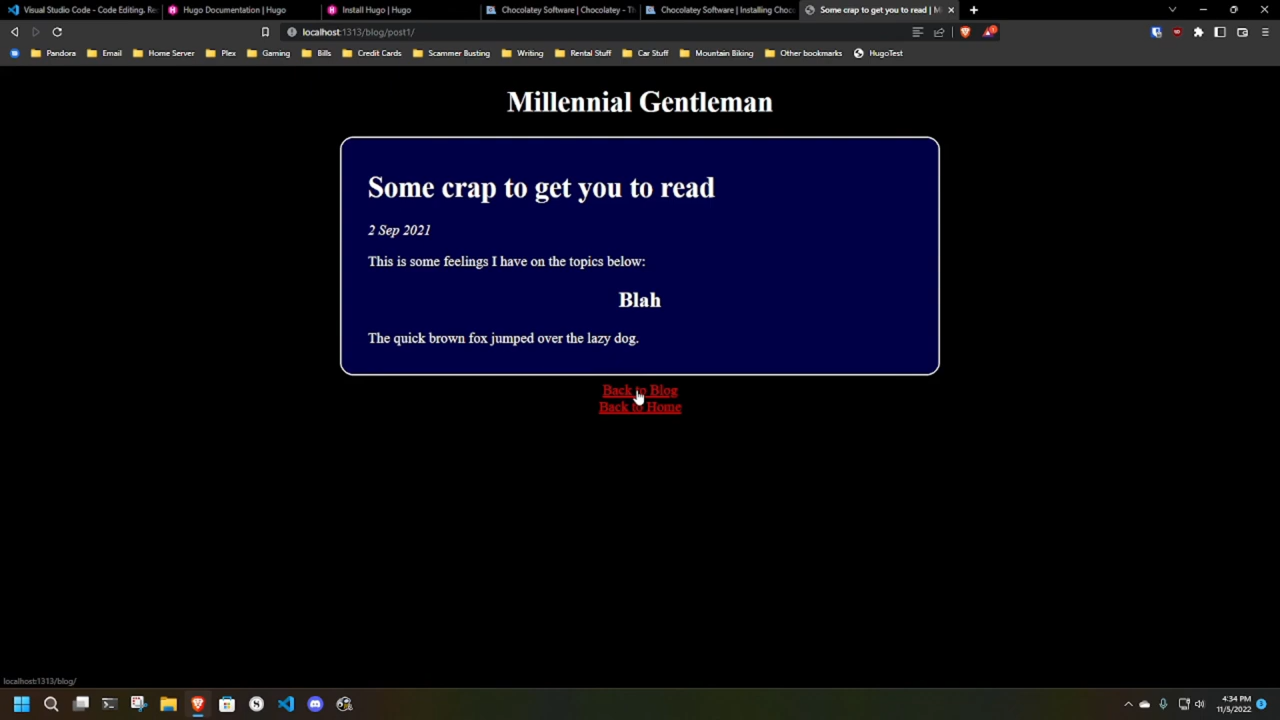 Visual Studio Code - Code Editing. Re
Hugo Documentation | Hugo
Install Hugo | Hugo
Chocolatey Software | Chocolatey - Th
Chocolatey Software | Installing Choco
Some crap to get you to read | M
localhost:1313/blog/post1/
Pandora
Email
Home Server
Plex
Gaming
Bills
Credit Cards
Scammer Busting
Writing
Rental Stuff
Car Stuff
Mountain Biking
Other bookmarks
HugoTest
Millennial Gentleman
Some crap to get you to read
2 Sep 2021
This is some feelings I have on the topics below:
Blah
The quick brown fox jumped over the lazy dog.
Back to Blog
Back to Home
localhost:1313/blog/
4:34 PM
11/5/2022